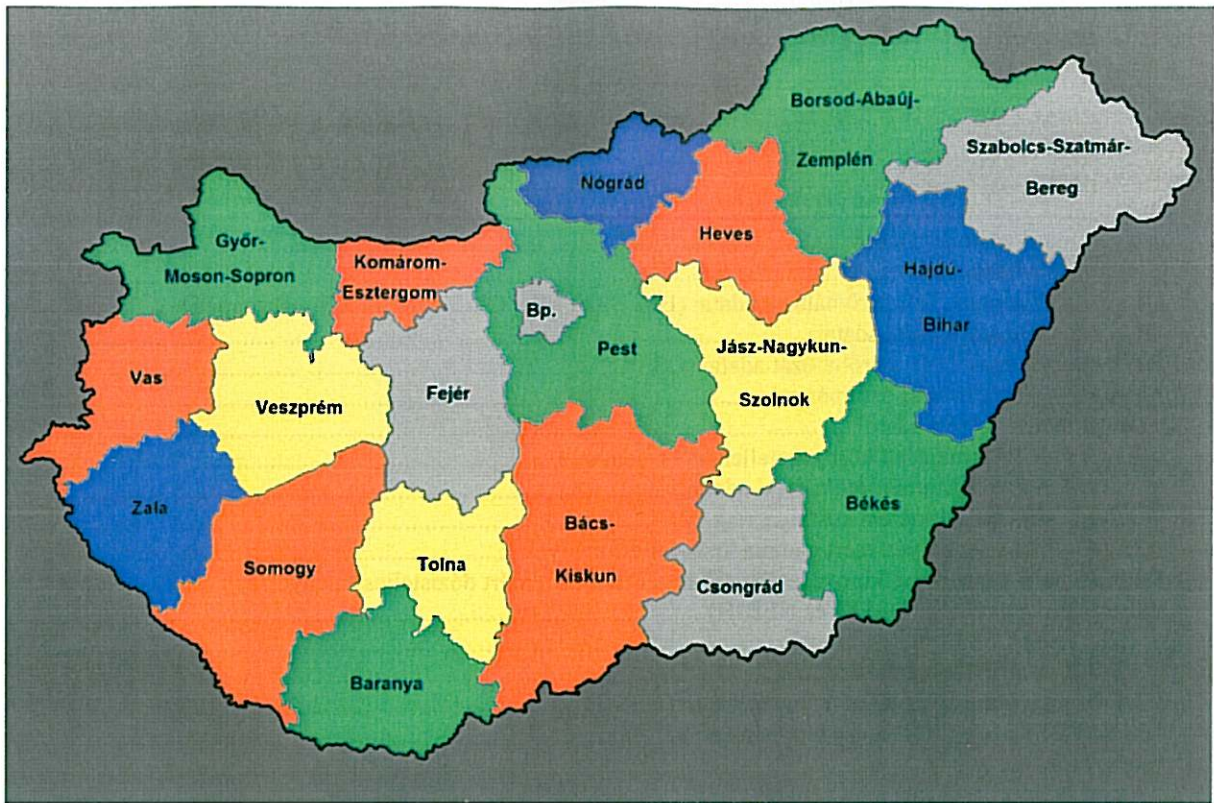 Borsod-Abaúj-
Zemplén
Szabolcs-Szatmár-
Bereg
Nógrád
Heves
Győr-
Moson-Sopron
Komárom-
Esztergom
Hajdú-
Bihar
Bp.
Pest
Jász-Nagykun-
Szolnok
Vas
Veszprém
Fejér
Zala
Békés
Somogy
Tolna
Bács-
Kiskun
Csongrád
Baranya